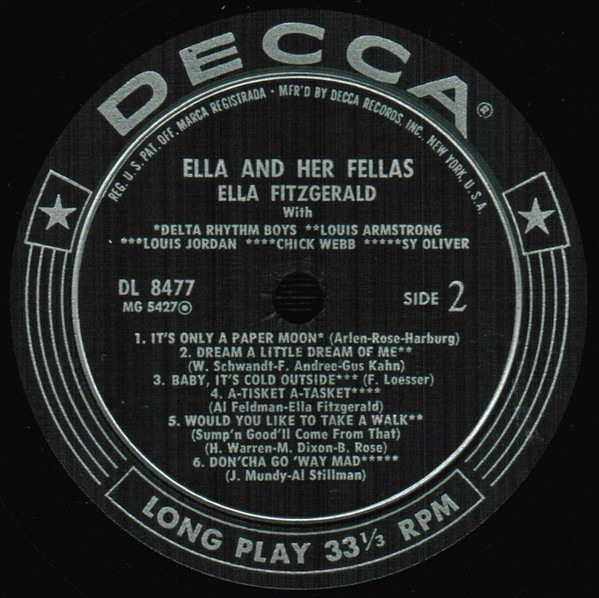 DECCA®
REG. U.S. PAT. OFF. MARCA REGISTRADA • MFR'D BY DECCA RECORDS, INC., NEW YORK, U.S.A.
ELLA AND HER FELLAS
ELLA FITZGERALD
With
*DELTA RHYTHM BOYS **LOUIS ARMSTRONG
***LOUIS JORDAN ****CHICK WEBB *****SY OLIVER
DL 8477
MG 5427
SIDE 2
1. IT'S ONLY A PAPER MOON* (Arlen-Rose-Harburg)
2. DREAM A LITTLE DREAM OF ME**
(W. Schwandt-F. Andree-Gus Kahn)
3. BABY, IT'S COLD OUTSIDE*** (F. Loesser)
4. A-TISKET A-TASKET****
(Al Feldman-Ella Fitzgerald)
5. WOULD YOU LIKE TO TAKE A WALK**
(Sump'n Good'll Come From That)
(H. Warren-M. Dixon-B. Rose)
6. DON'CHA GO 'WAY MAD*****
(J. Mundy-Al Stillman)
LONG PLAY 33⅓ RPM